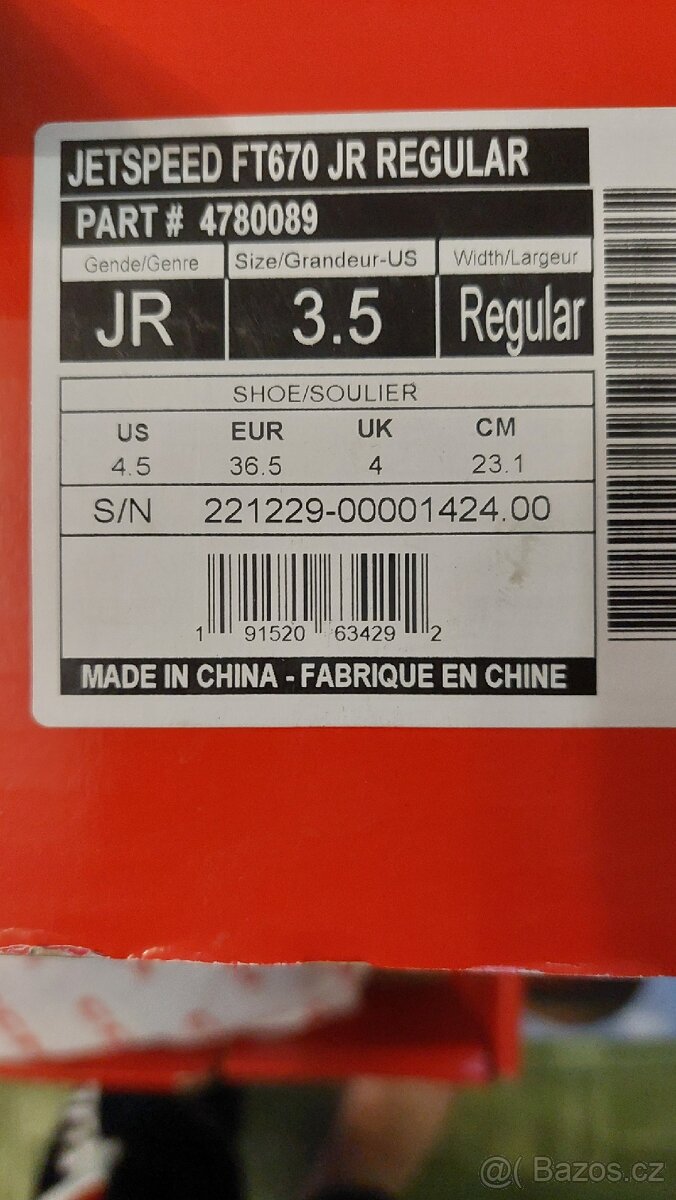 JETSPEED FT670 JR REGULAR
PART # 4780089
Gende/Genre Size/Grandeur-US Width/Largeur
JR 3.5 Regular
SHOE/SOULIER
US EUR UK CM
4.5 36.5 4 23.1
S/N 221229-00001424.00
1 91520 63429 2
MADE IN CHINA - FABRIQUE EN CHINE
@( Bazos.cz